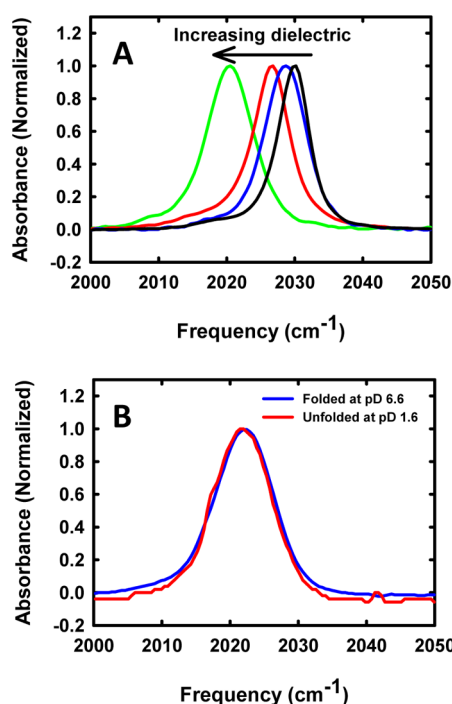 Increasing dielectric
A
Absorbance (Normalized)
1.2
1.0
0.8
0.6
0.4
0.2
0.0
-0.2
2000 2010 2020 2030 2040 2050
Frequency (cm-1)
B
Folded at pD 6.6
Unfolded at pD 1.6
Absorbance (Normalized)
1.2
1.0
0.8
0.6
0.4
0.2
0.0
-0.2
2000 2010 2020 2030 2040 2050
Frequency (cm-1)